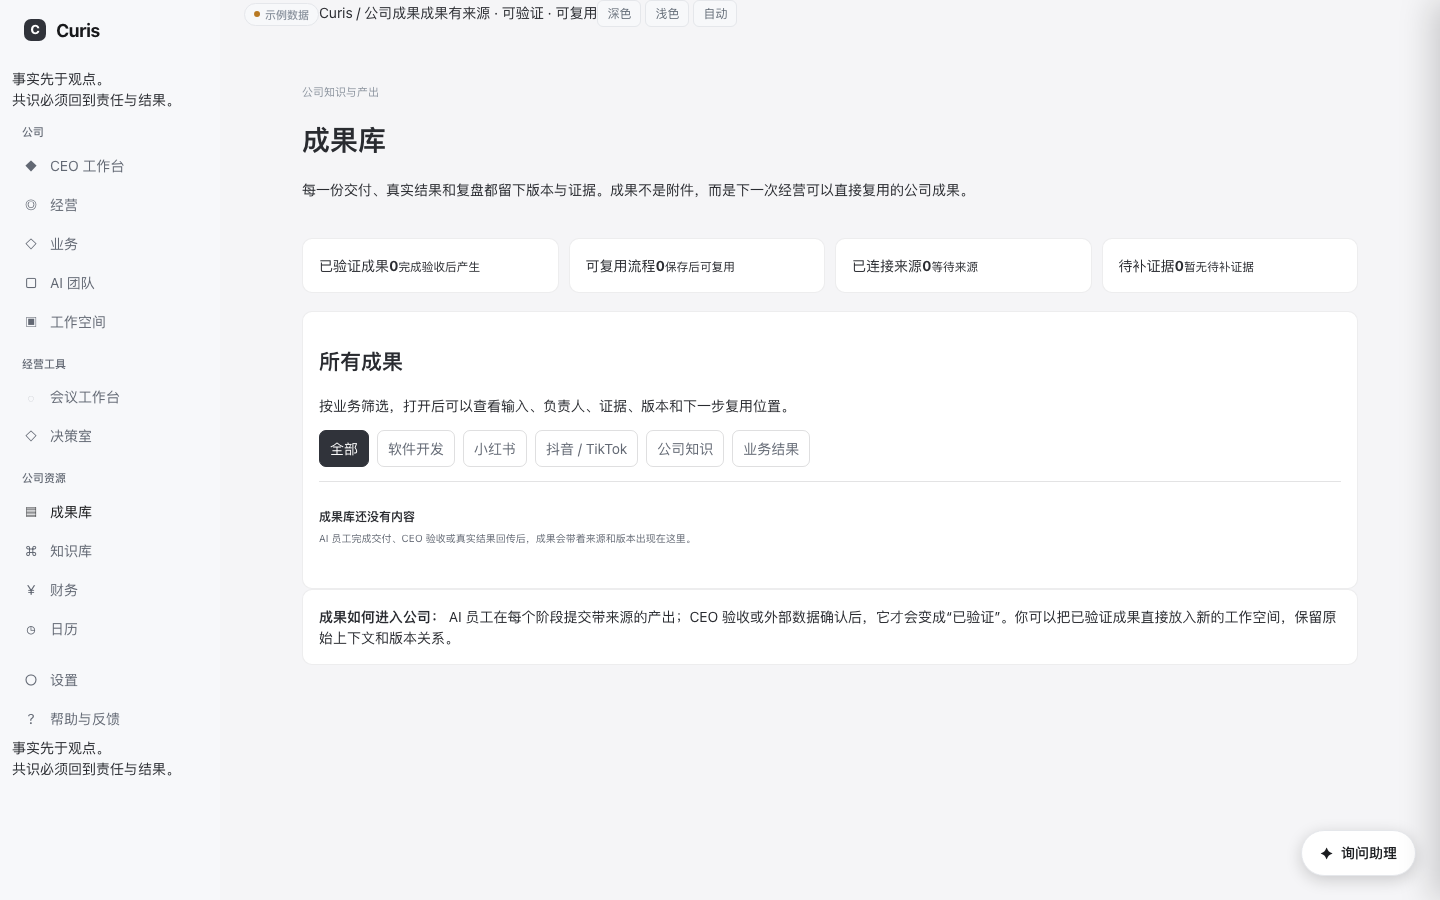 C Curis
事实先于观点。
共识必须回到责任与结果。
公司
CEO 工作台
经营
业务
AI 团队
工作空间
经营工具
会议工作台
决策室
公司资源
成果库
知识库
¥ 财务
日历
设置
? 帮助与反馈
事实先于观点。
共识必须回到责任与结果。
示例数据 Curis / 公司成果成果有来源 · 可验证 · 可复用 深色 浅色 自动
公司知识与产出
成果库
每一份交付、真实结果和复盘都留下版本与证据。成果不是附件，而是下一次经营可以直接复用的公司成果。
已验证成果0完成验收后产生
可复用流程0保存后可复用
已连接来源0等待来源
待补证据0暂无待补证据
所有成果
按业务筛选，打开后可以查看输入、负责人、证据、版本和下一步复用位置。
全部 软件开发 小红书 抖音 / TikTok 公司知识 业务结果
成果库还没有内容
AI 员工完成交付、CEO 验收或真实结果回传后，成果会带着来源和版本出现在这里。
成果如何进入公司： AI 员工在每个阶段提交带来源的产出；CEO 验收或外部数据确认后，它才会变成“已验证”。你可以把已验证成果直接放入新的工作空间，保留原
始上下文和版本关系。
询问助理